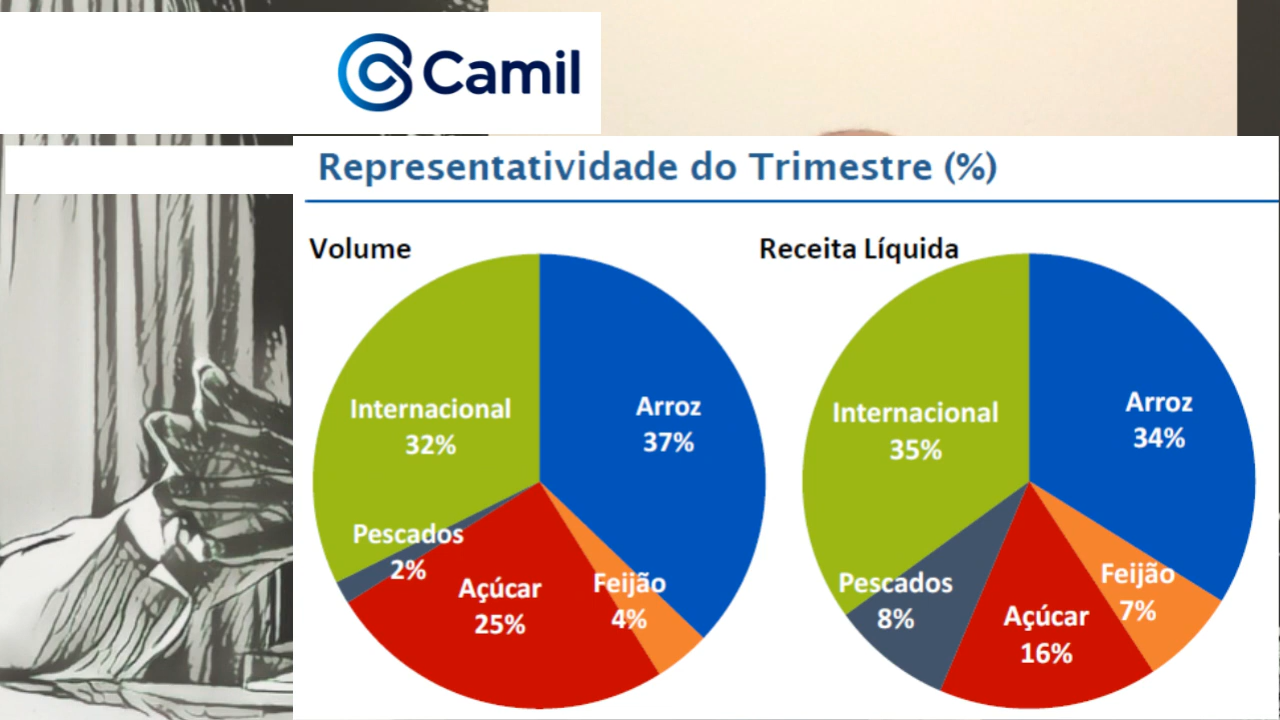 Camil
Representatividade do Trimestre (%)
Volume
Internacional
32%
Arroz
37%
Pescados
2%
Açúcar
25%
Feijão
4%
Receita Líquida
Internacional
35%
Arroz
34%
Pescados
8%
Açúcar
16%
Feijão
7%